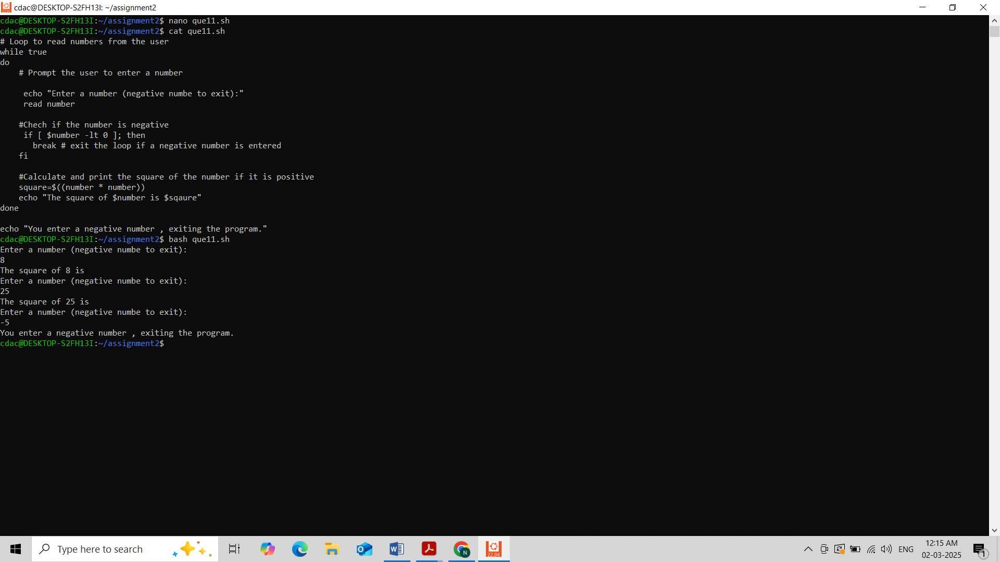 cdac@DESKTOP-S2FH13I: ~/assignment2
cdac@DESKTOP-S2FH13I:~/assignment2$ nano que11.sh
cdac@DESKTOP-S2FH13I:~/assignment2$ cat que11.sh
# Loop to read numbers from the user
while true
do
    # Prompt the user to enter a number
     echo "Enter a number (negative numbe to exit):"
     read number
    #Chech if the number is negative
     if [ $number -lt 0 ]; then
       break # exit the loop if a negative number is entered
    fi
    #Calculate and print the square of the number if it is positive
    square=$((number * number))
    echo "The square of $number is $sqaure"
done
echo "You enter a negative number , exiting the program."
cdac@DESKTOP-S2FH13I:~/assignment2$ bash que11.sh
Enter a number (negative numbe to exit):
8
The square of 8 is
Enter a number (negative numbe to exit):
25
The square of 25 is
Enter a number (negative numbe to exit):
-5
You enter a negative number , exiting the program.
cdac@DESKTOP-S2FH13I:~/assignment2$
Type here to search
22.04
ENG
12:15 AM
02-03-2025
1